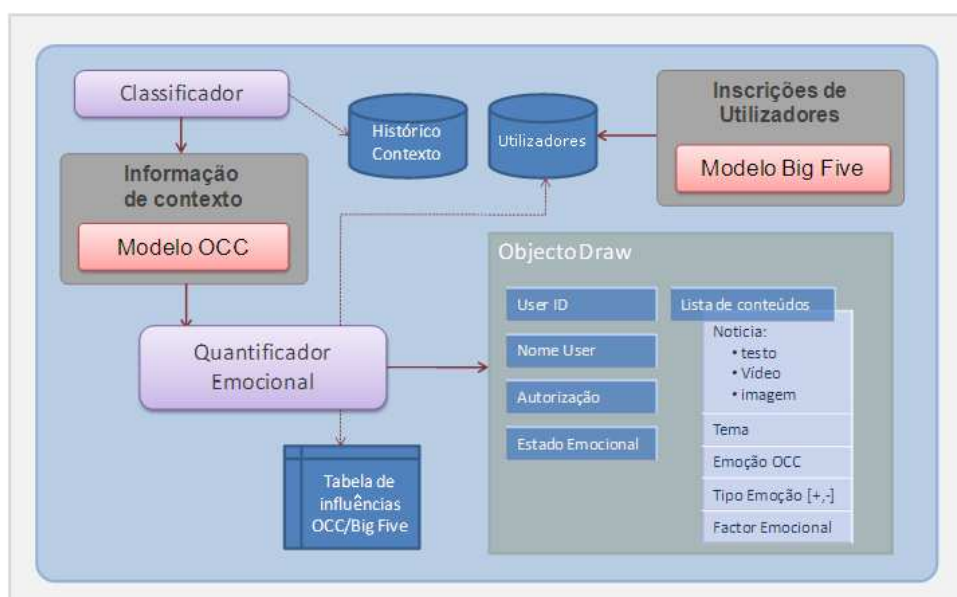 Classificador
Histórico
Contexto
Utilizadores
Inscrições de
Utilizadores
Modelo Big Five
Informação
de contexto
Modelo OCC
Quantificador
Emocional
Tabela de
influências
OCC/Big Five
ObjectoDraw
User ID
Nome User
Autorização
Estado Emocional
Lista de conteúdos
Noticia:
• testo
• Vídeo
• imagem
Tema
Emoção OCC
Tipo Emoção [+,-]
Factor Emocional